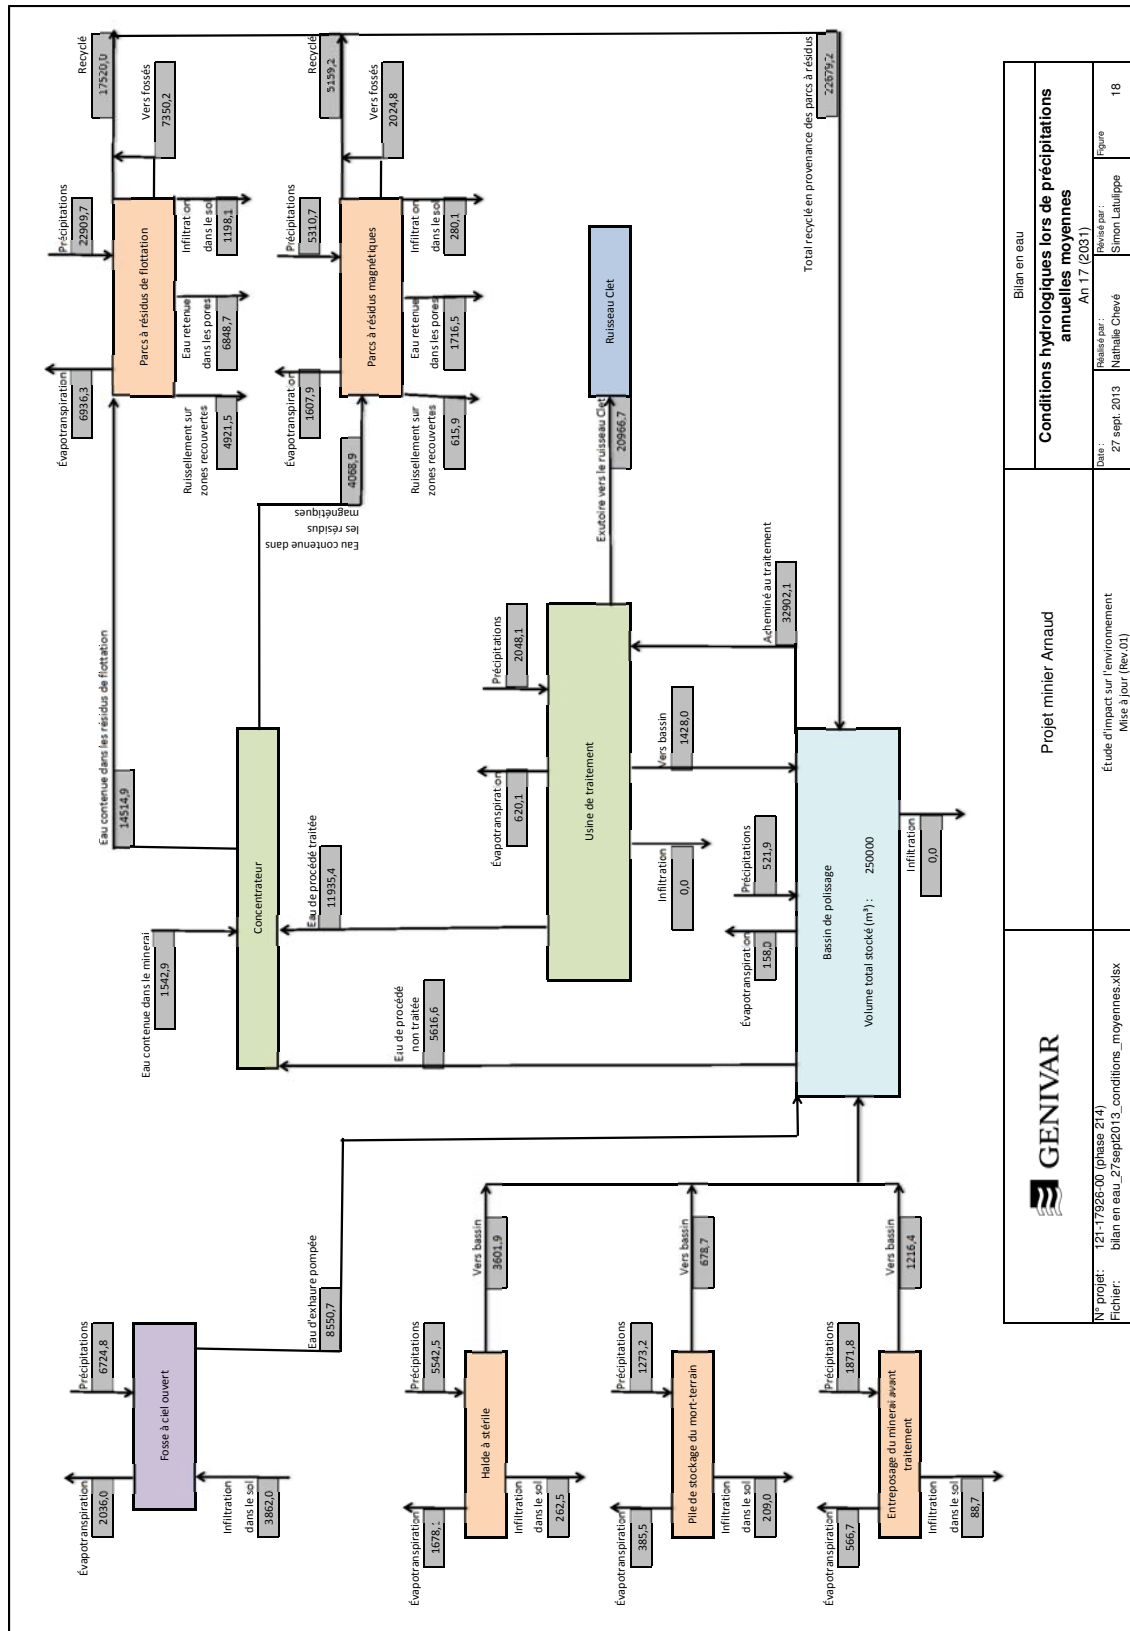 Évapotranspiration
2036,0
Précipitations
6724,8
Fosse à ciel ouvert
Infiltration
3862,0
Eau d'exhaure pompée
8550,7
Évapotranspiration
1678,
Précipitations
5542,5
Halde à stérile
Infiltration
dans le sol
262,5
Vers bassin
3601,9
Évapotranspiration
385,5
Précipitations
1273,2
Pile de stockage du mort-terrain
Infiltration
dans le sol
209,0
Vers bassin
678,7
Évapotranspiration
566,7
Précipitations
1871,8
Entreposage du minerai avant
traitement
Infiltration
dans le sol
88,7
Vers bassin
1216,4
Eau contenue dans le minerai
1542,9
Concentrateur
Eau contenue dans les résidus de flottation
14514,9
Eau contenue dans
les résidus
magnétiques
4068,9
Eau de procédé
non traitée
5616,6
Eau de procédé traitée
11935,4
Évapotranspiration
620,1
Précipitations
2048,1
Usine de traitement
Infiltration
0,0
Vers bassin
1428,0
Acheminé au traitement
32902,1
Exutoire vers le ruisseau Clet
20966,7
Ruisseau Clet
Évapotranspiration
158,0
Précipitations
521,9
Bassin de polissage
Volume total stocké (m³) : 250000
Infiltration
0,0
Évapotranspiration
6936,3
Précipitations
22909,7
Parcs à résidus de flottation
Ruissellement sur
zones recouvertes
4921,5
Eau retenue
dans les pores
6848,7
Infiltration
dans le sol
1198,1
Vers fossés
7350,2
Recyclé
17520,0
Évapotranspiration
1607,9
Précipitations
5310,7
Parcs à résidus magnétiques
Ruissellement sur
zones recouvertes
615,9
Eau retenue
dans les pores
1716,5
Infiltration
dans le sol
280,1
Vers fossés
2024,8
Recyclé
5159,2
Total recyclé en provenance des parcs à résidus
22679,2
GENIVAR
N° projet: 121-17926-00 (phase 214)
Fichier: bilan en eau_27sept2013_conditions_moyennes.xlsx
Projet minier Arnaud
Étude d'impact sur l'environnement
Mise à jour (Rev.01)
Bilan en eau
Conditions hydrologiques lors de précipitations
annuelles moyennes
An 17 (2031)
Date : 27 sept. 2013
Réalisé par : Nathalie Chevé
Révisé par : Simon Latulippe
Figure 18